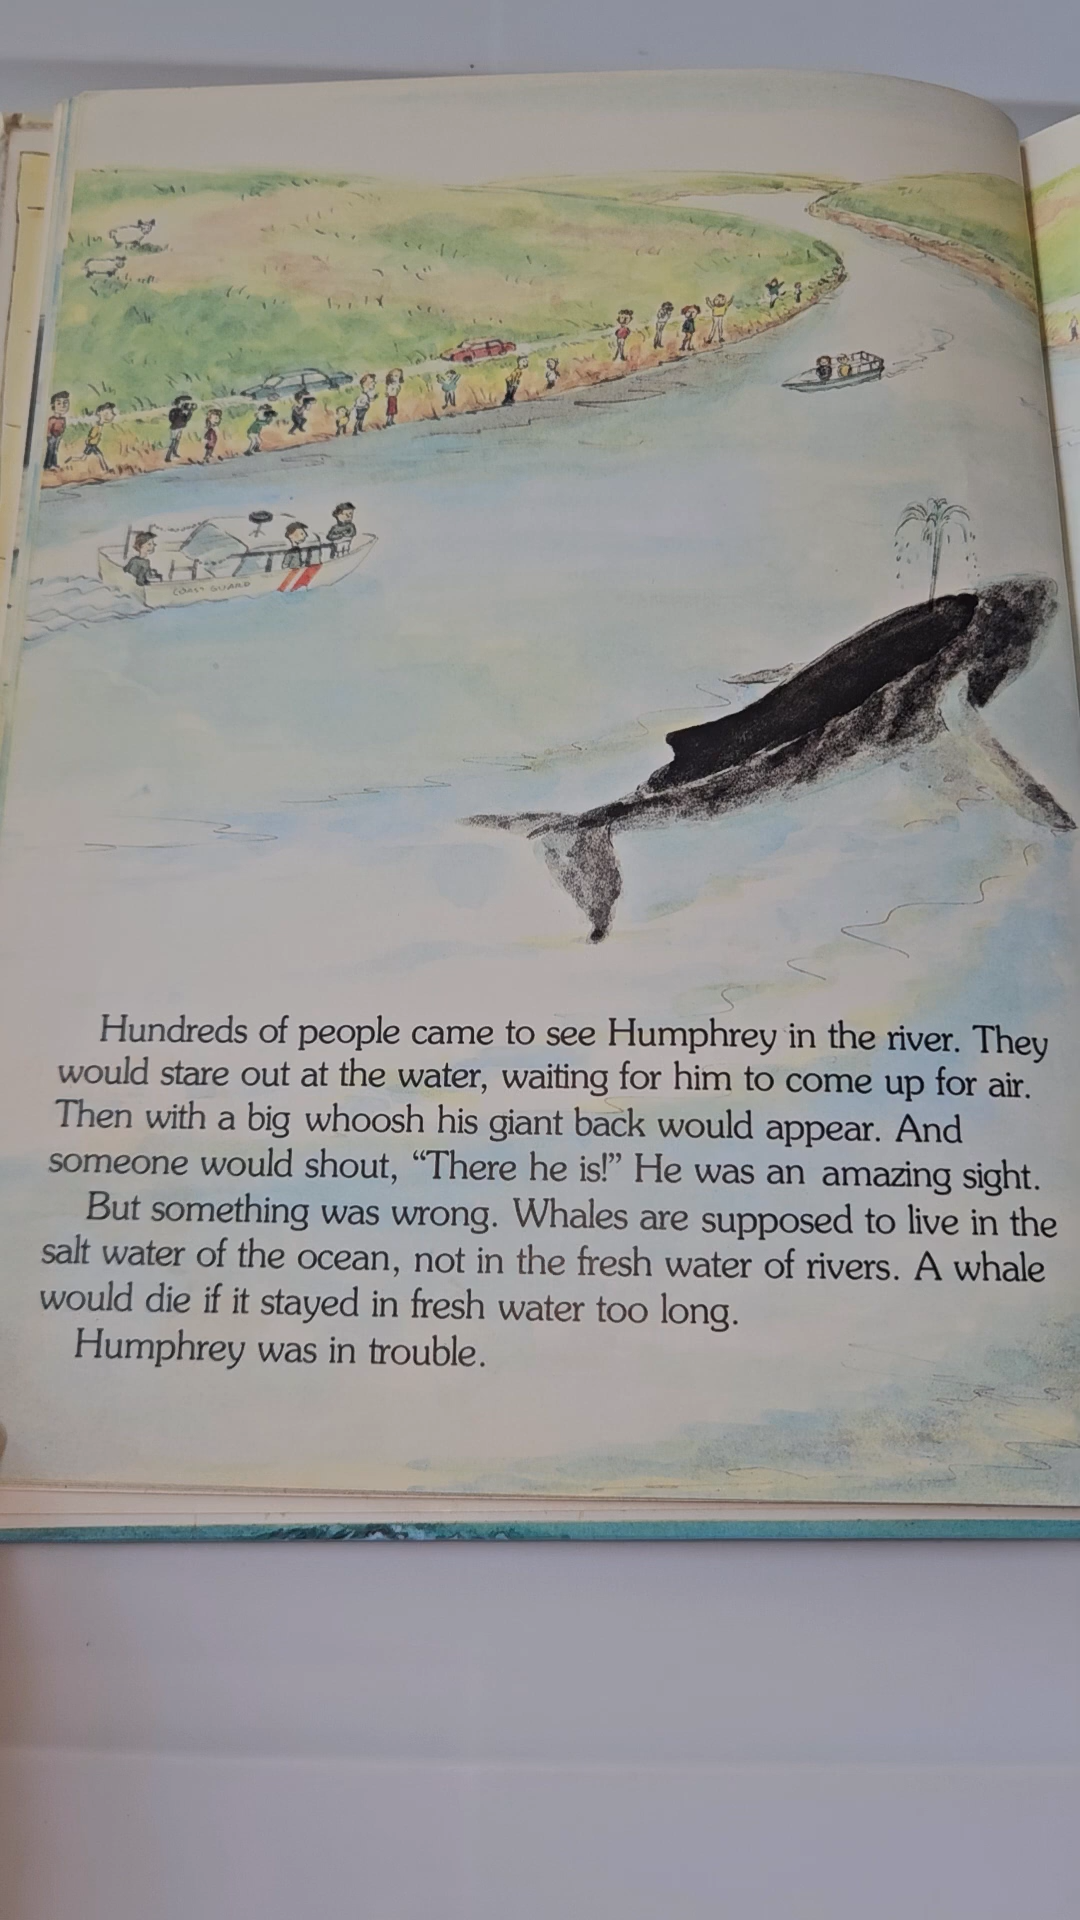 COAST GUARD
Hundreds of people came to see Humphrey in the river. They
would stare out at the water, waiting for him to come up for air.
Then with a big whoosh his giant back would appear. And
someone would shout, “There he is!” He was an amazing sight.
But something was wrong. Whales are supposed to live in the
salt water of the ocean, not in the fresh water of rivers. A whale
would die if it stayed in fresh water too long.
Humphrey was in trouble.